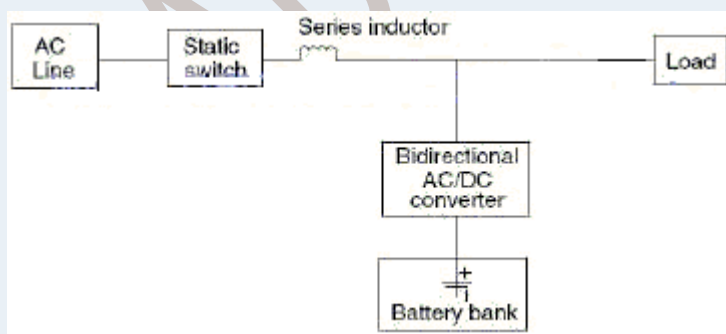 Series inductor
AC
Line
Static
switch
Load
Bidirectional
AC/DC
converter
+
Battery bank